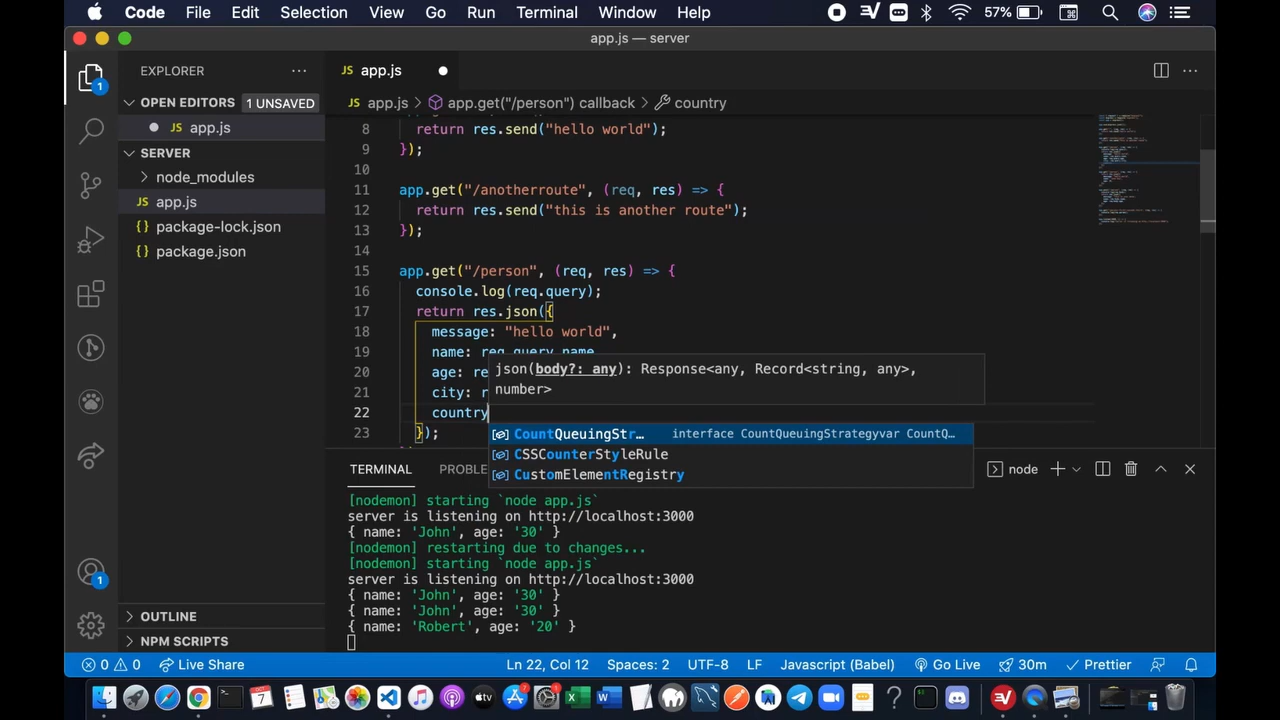 Code File Edit Selection View Go Run Terminal Window Help 57%
app.js — server
EXPLORER
OPEN EDITORS 1 UNSAVED
JS app.js
SERVER
node_modules
JS app.js
{} package-lock.json
{} package.json
OUTLINE
NPM SCRIPTS
1
1
JS app.js
JS app.js > app.get("/person") callback > country
8 return res.send("hello world");
9 });
10
11 app.get("/anotherroute", (req, res) => {
12 return res.send("this is another route");
13 });
14
15 app.get("/person", (req, res) => {
16 console.log(req.query);
17 return res.json({
18 message: "hello world",
19 name: req.query.name
20 age: re
21 city: r
22 country
23 });
json(body?: any): Response<any, Record<string, any>,
number>
CountQueuingStr… interface CountQueuingStrategyvar CountQ…
CSSCounterStyleRule
CustomElementRegistry
TERMINAL PROBLE node
[nodemon] starting `node app.js`
server is listening on http://localhost:3000
{ name: 'John', age: '30' }
[nodemon] restarting due to changes...
[nodemon] starting `node app.js`
server is listening on http://localhost:3000
{ name: 'John', age: '30' }
{ name: 'John', age: '30' }
{ name: 'Robert', age: '20' }
0 0 Live Share Ln 22, Col 12 Spaces: 2 UTF-8 LF Javascript (Babel) Go Live 30m Prettier
7
tv